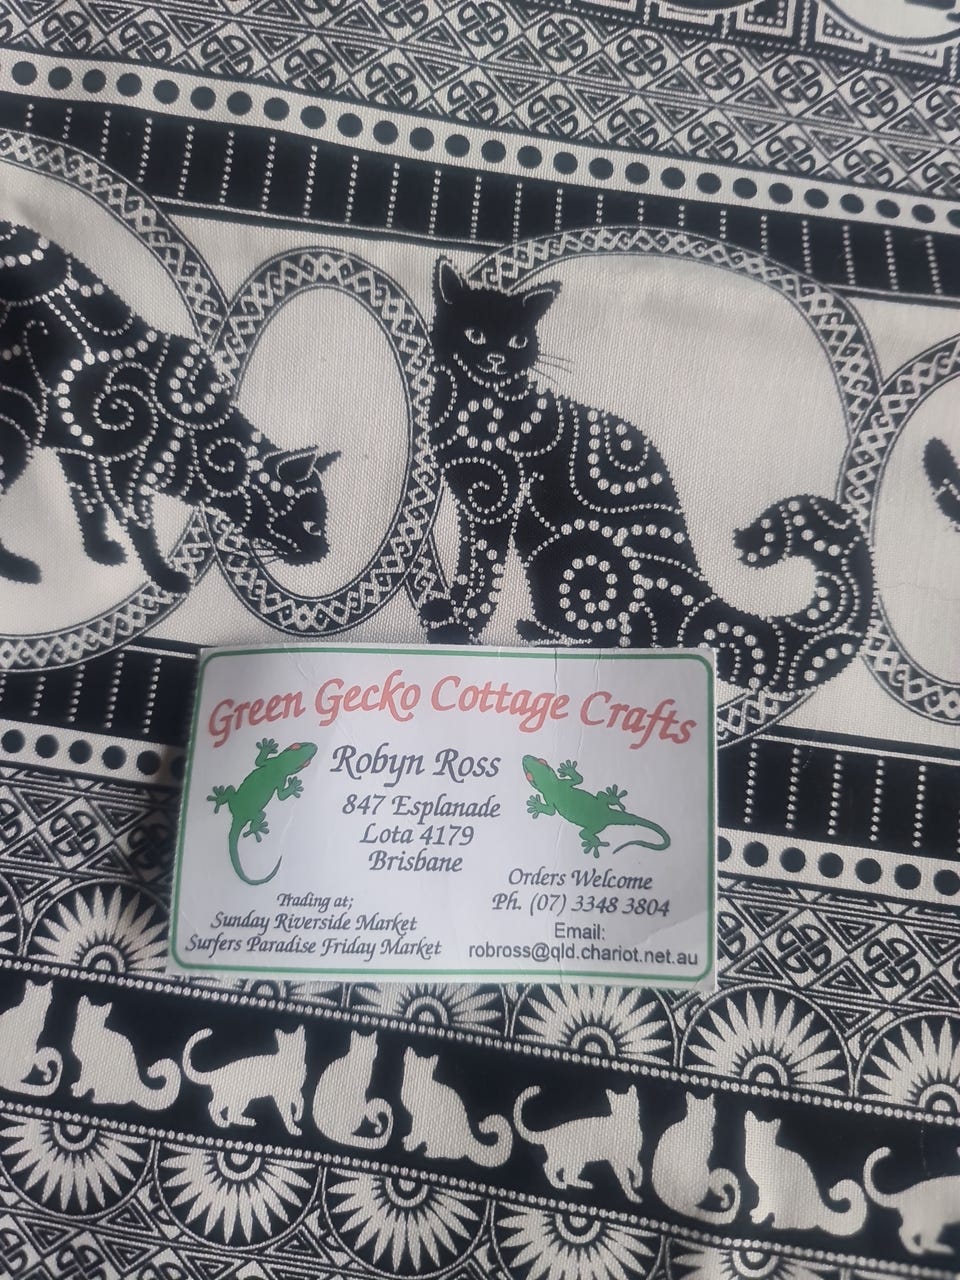 Green Gecko Cottage Crafts
Robyn Ross
847 Esplanade
Lota 4179
Brisbane
Trading at;
Sunday Riverside Market
Surfers Paradise Friday Market
Orders Welcome
Ph. (07) 3348 3804
Email:
robross@qld.chariot.net.au